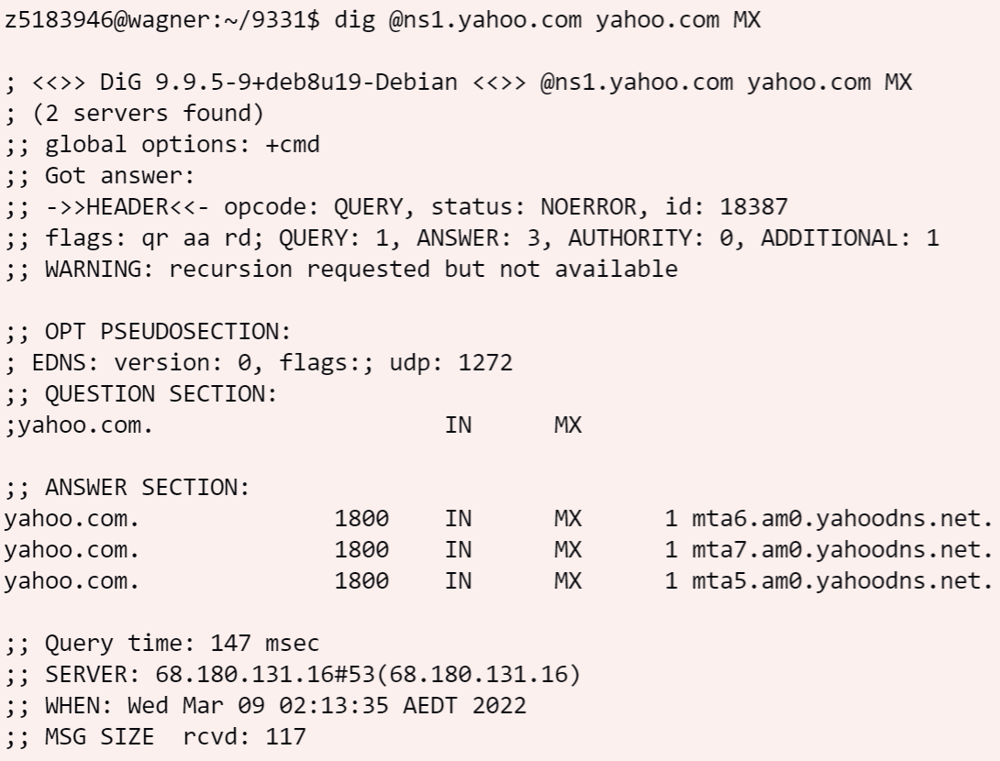 z5183946@wagner:~/9331$ dig @ns1.yahoo.com yahoo.com MX

; <<>> DiG 9.9.5-9+deb8u19-Debian <<>> @ns1.yahoo.com yahoo.com MX
; (2 servers found)
;; global options: +cmd
;; Got answer:
;; ->>HEADER<<- opcode: QUERY, status: NOERROR, id: 18387
;; flags: qr aa rd; QUERY: 1, ANSWER: 3, AUTHORITY: 0, ADDITIONAL: 1
;; WARNING: recursion requested but not available

;; OPT PSEUDOSECTION:
; EDNS: version: 0, flags:; udp: 1272
;; QUESTION SECTION:
;yahoo.com. IN MX

;; ANSWER SECTION:
yahoo.com. 1800 IN MX 1 mta6.am0.yahoodns.net.
yahoo.com. 1800 IN MX 1 mta7.am0.yahoodns.net.
yahoo.com. 1800 IN MX 1 mta5.am0.yahoodns.net.

;; Query time: 147 msec
;; SERVER: 68.180.131.16#53(68.180.131.16)
;; WHEN: Wed Mar 09 02:13:35 AEDT 2022
;; MSG SIZE rcvd: 117